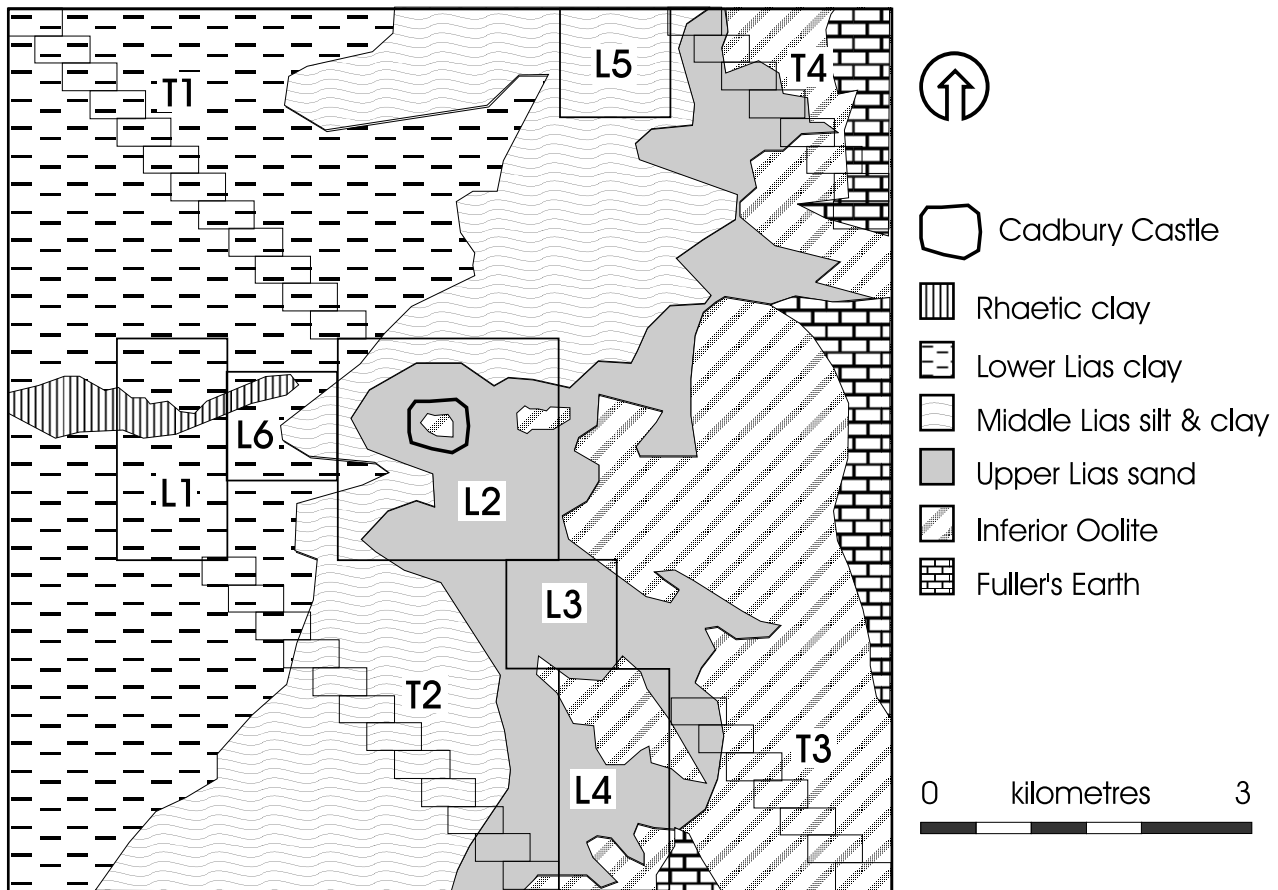 L5
T4
T1
Cadbury Castle
Rhaetic clay
Lower Lias clay
Middle Lias silt & clay
Upper Lias sand
Inferior Oolite
Fuller's Earth
L6
L1
L2
L3
T2
T3
L4
0 kilometres 3